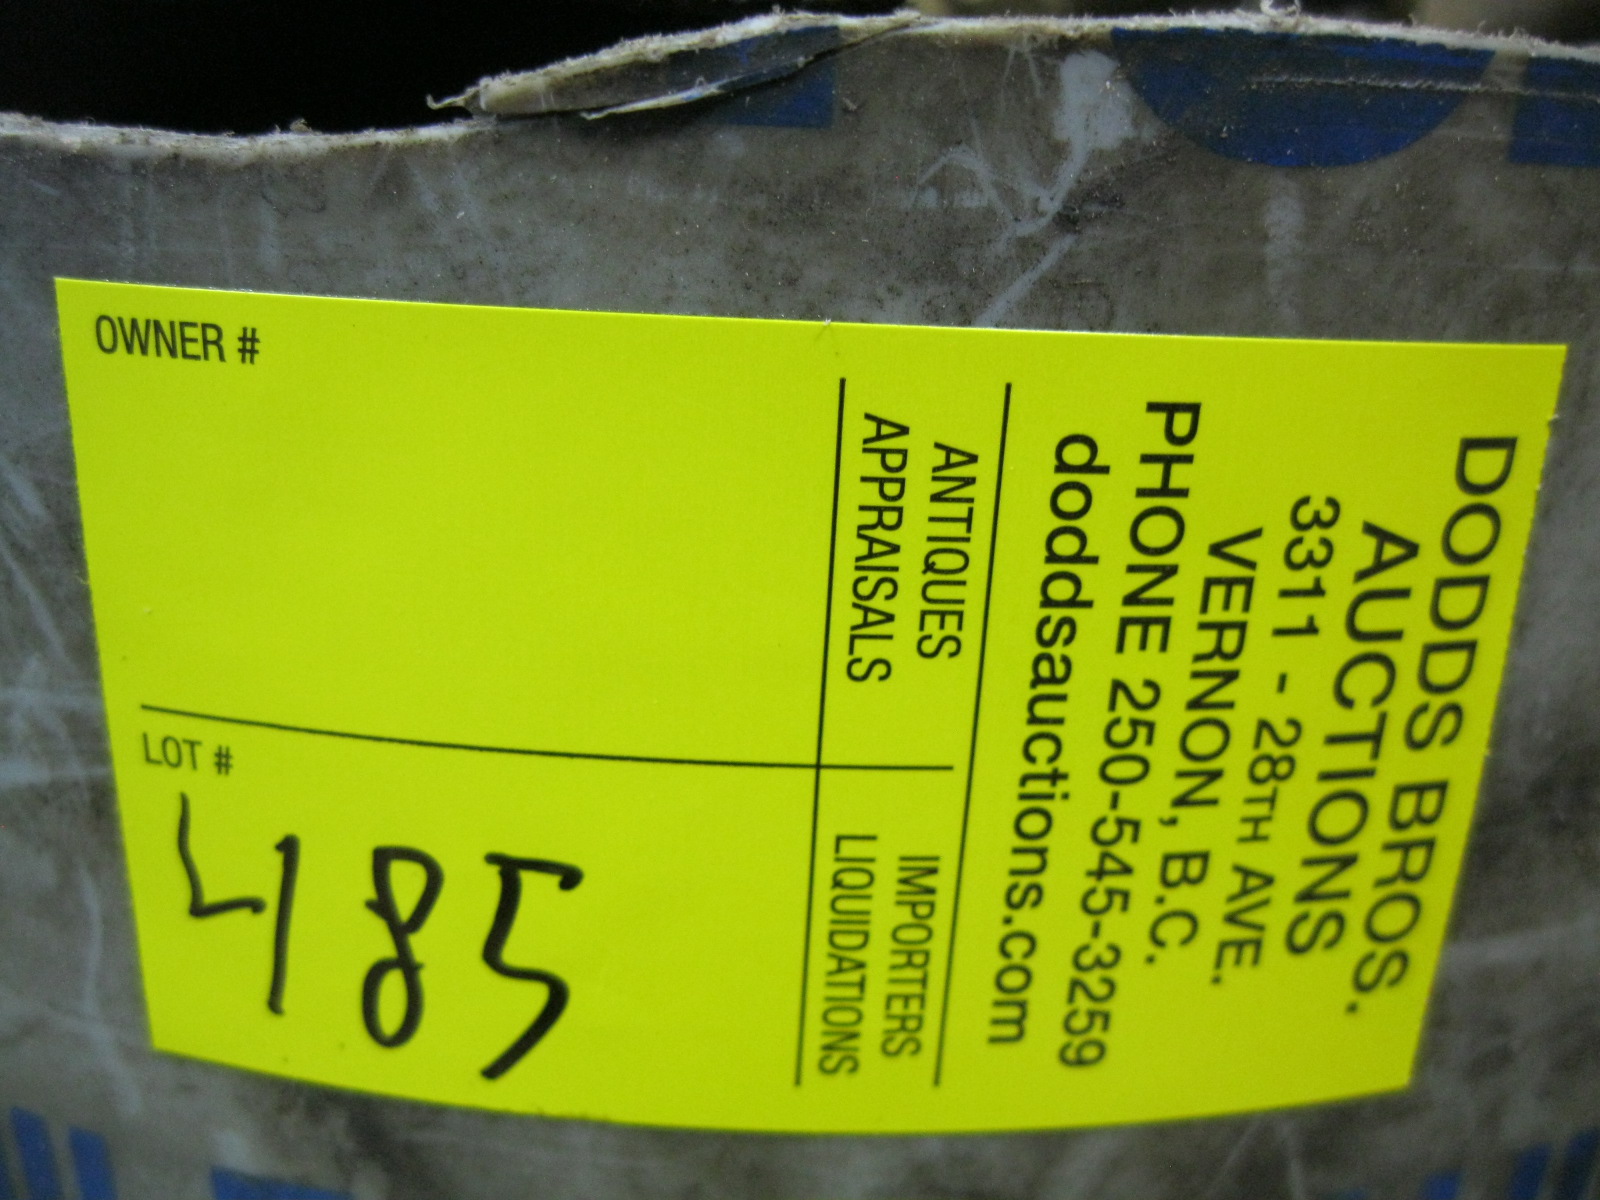 DODDS BROS.
AUCTIONS
3311 - 28TH AVE.
VERNON, B.C.
PHONE 250-545-3259
doddsauctions.com
ANTIQUES
APPRAISALS
IMPORTERS
LIQUIDATIONS
OWNER #
LOT #
485